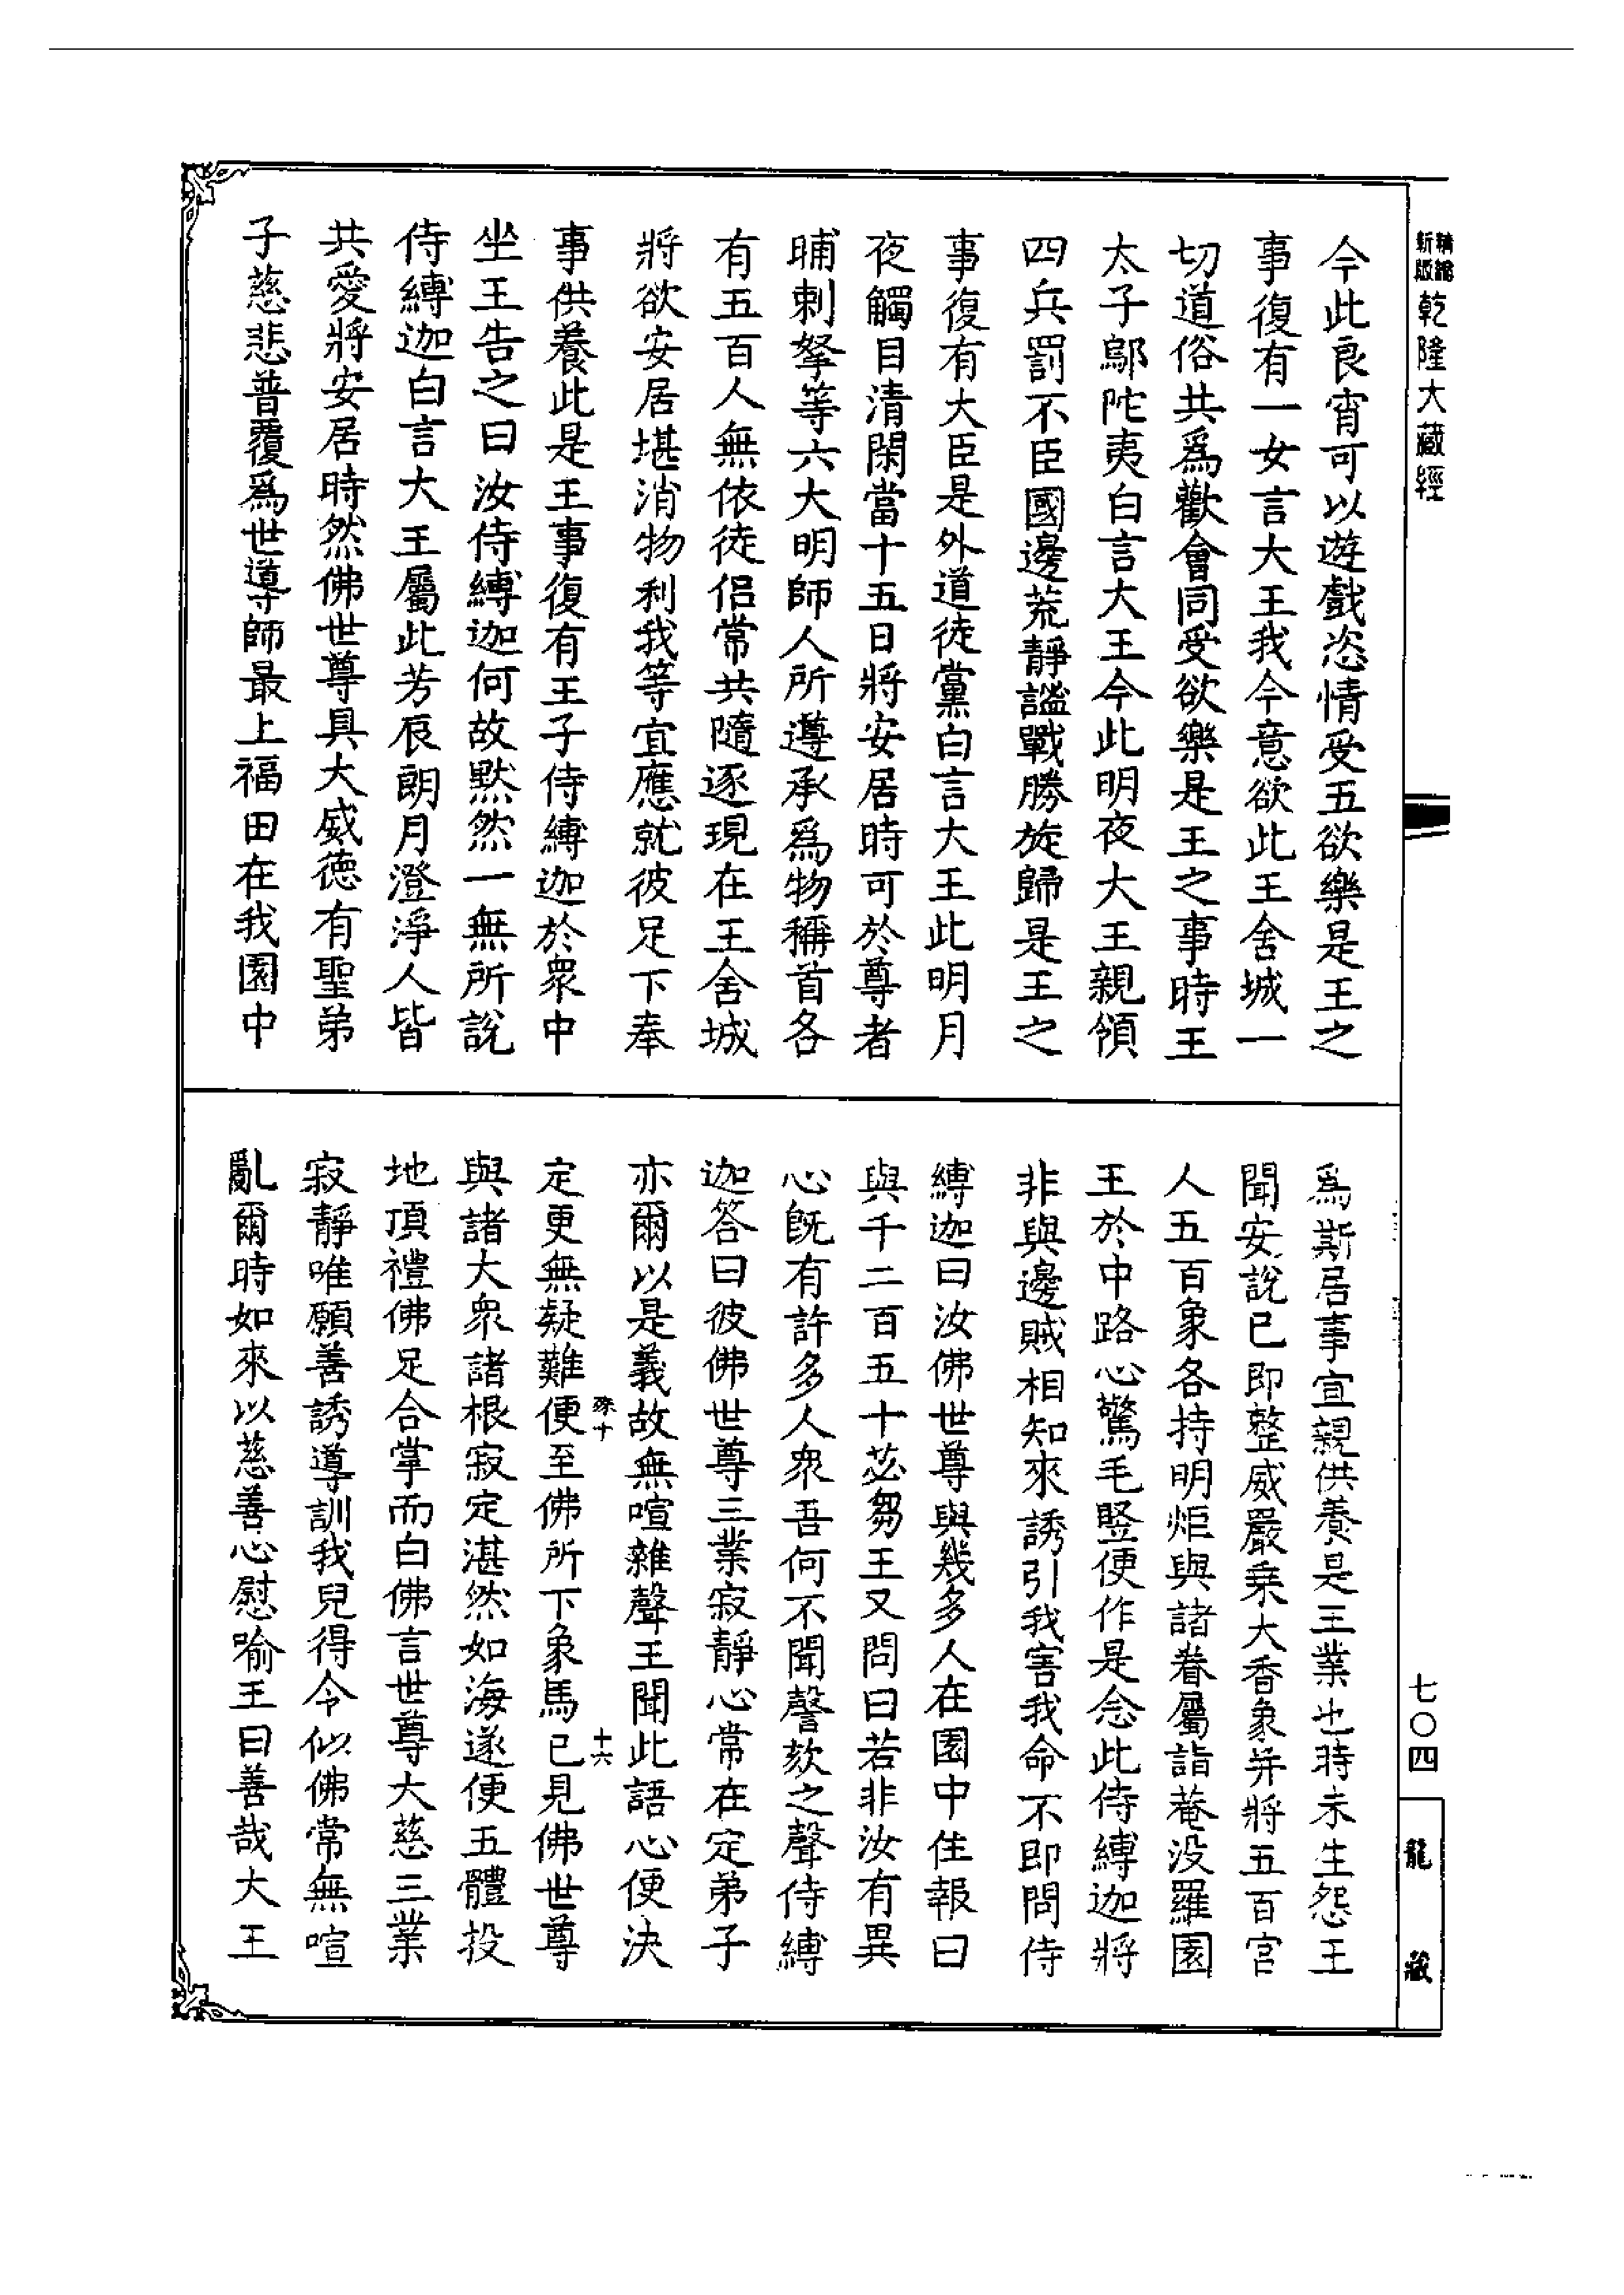 精縮新版乾隆大藏經
今此良宵可以遊戲恣情受五欲樂是王之
事復有一女言大王我今意欲此王舍城一
切道俗共爲歡會同受欲樂是王之事時王
太子鄔陀夷白言大王今此明夜大王親領
四兵罰不臣國邊荒靜謐戰勝旋歸是王之
事復有大臣是外道徒黨白言大王此明月
夜觸目清閑當十五日將安居時可於尊者
晡剌拏等六大明師人所遵承爲物稱首各
有五百人無依徒侶常共隨逐現在王舍城
將欲安居堪消物利我等宜應就彼足下奉
事供養此是王事復有王子侍縛迦於衆中
坐王告之曰汝侍縛迦何故默然一無所說
侍縛迦白言大王屬此芳辰朗月澄淨人皆
共愛將安居時然佛世尊具大威德有聖弟
子慈悲普覆爲世導師最上福田在我園中
爲斯居事宜親供養是王業也時未生怨王
聞安說已即整威嚴乘大香象并將五百宮
人五百象各持明炬與諸眷屬詣菴没羅園
王於中路心驚毛竪便作是念此侍縛迦將
非與邊賊相知來誘引我害我命不即問侍
縛迦曰汝佛世尊與幾多人在園中住報曰
與千二百五十苾芻王又問曰若非汝有異
心既有許多人衆吾何不聞謦欬之聲侍縛
迦答曰彼佛世尊三業寂靜心常在定弟子
亦爾以是義故無喧雜聲王聞此語心便決
定更無疑難便至佛所下象馬已見佛世尊
與諸大衆諸根寂定湛然如海遂便五體投
地頂禮佛足合掌而白佛言世尊大慈三業
寂靜唯願善誘導訓我兒得令似佛常無喧
亂爾時如來以慈善心慰喻王曰善哉大王
十六
七〇四
龍藏